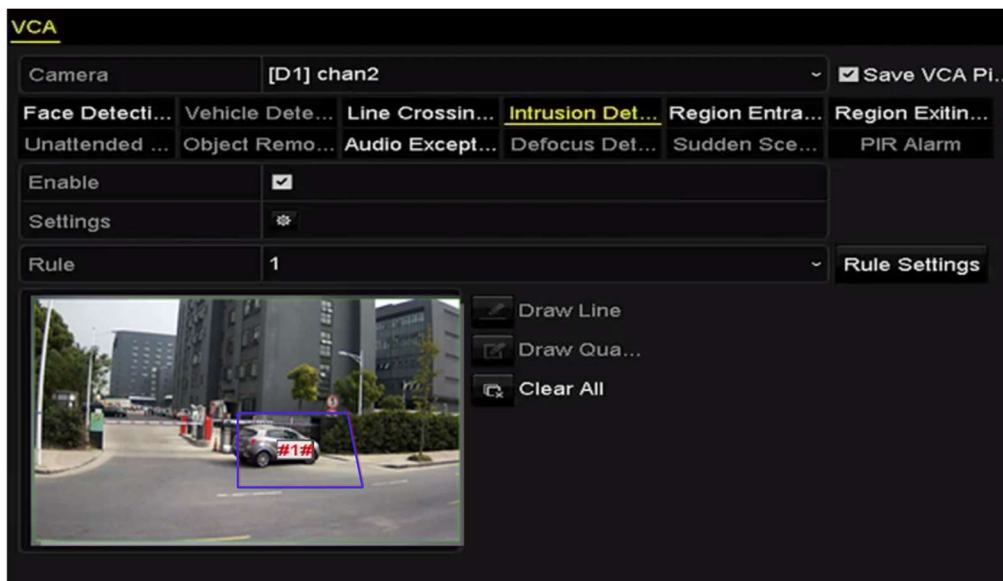 VCA
Camera [D1] chan2 Save VCA Pi...
Face Detecti... Vehicle Dete... Line Crossin... Intrusion Det... Region Entra... Region Exitin...
Unattended ... Object Remo... Audio Except... Defocus Det... Sudden Sce... PIR Alarm
Enable
Settings
Rule 1 Rule Settings
Draw Line
Draw Qua...
Clear All
#1#